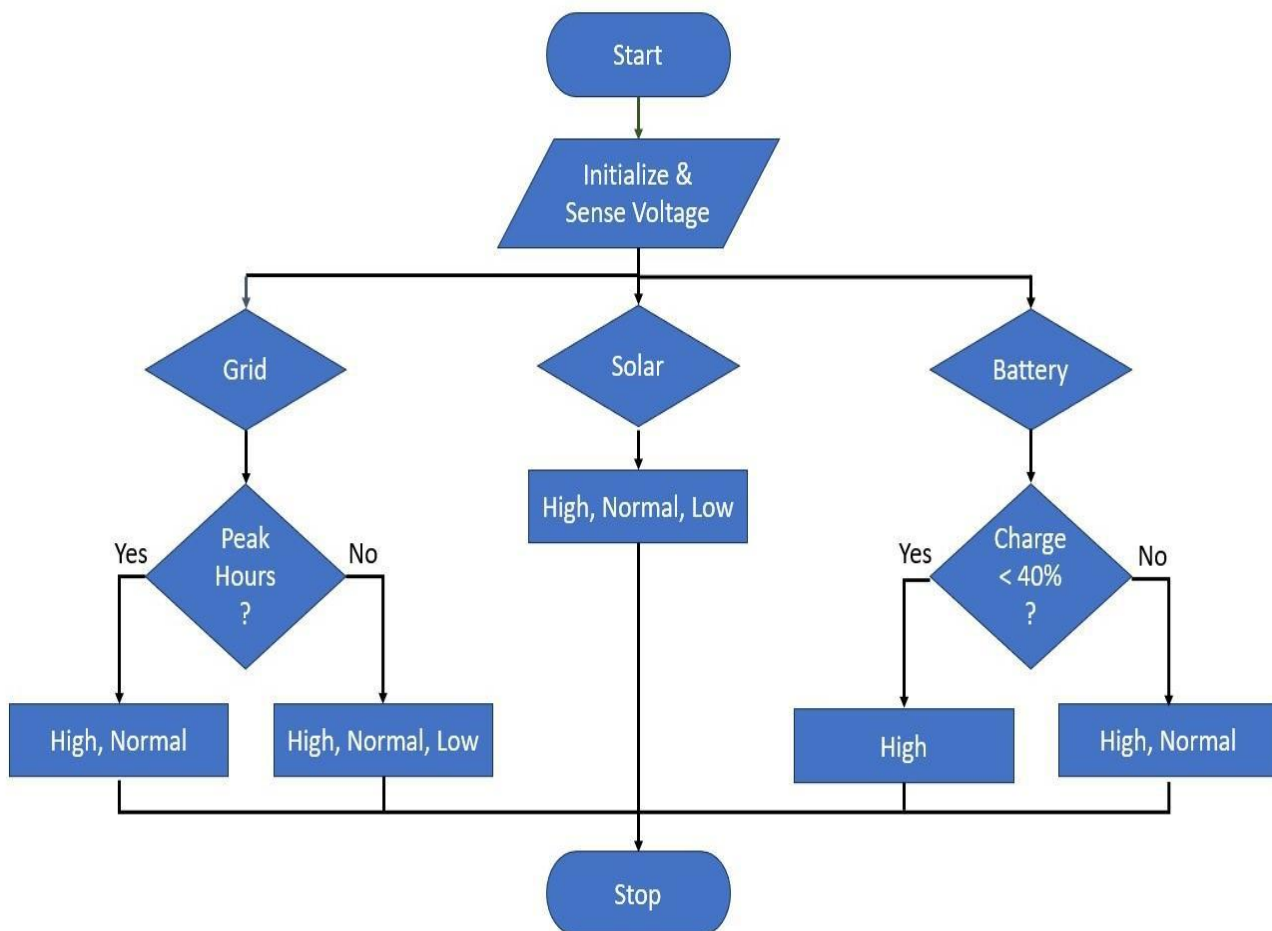 Start
Initialize &
Sense Voltage
Grid
Solar
Battery
High, Normal, Low
Yes
Peak
Hours
?
No
Yes
Charge
< 40%
?
No
High, Normal
High, Normal, Low
High
High, Normal
Stop